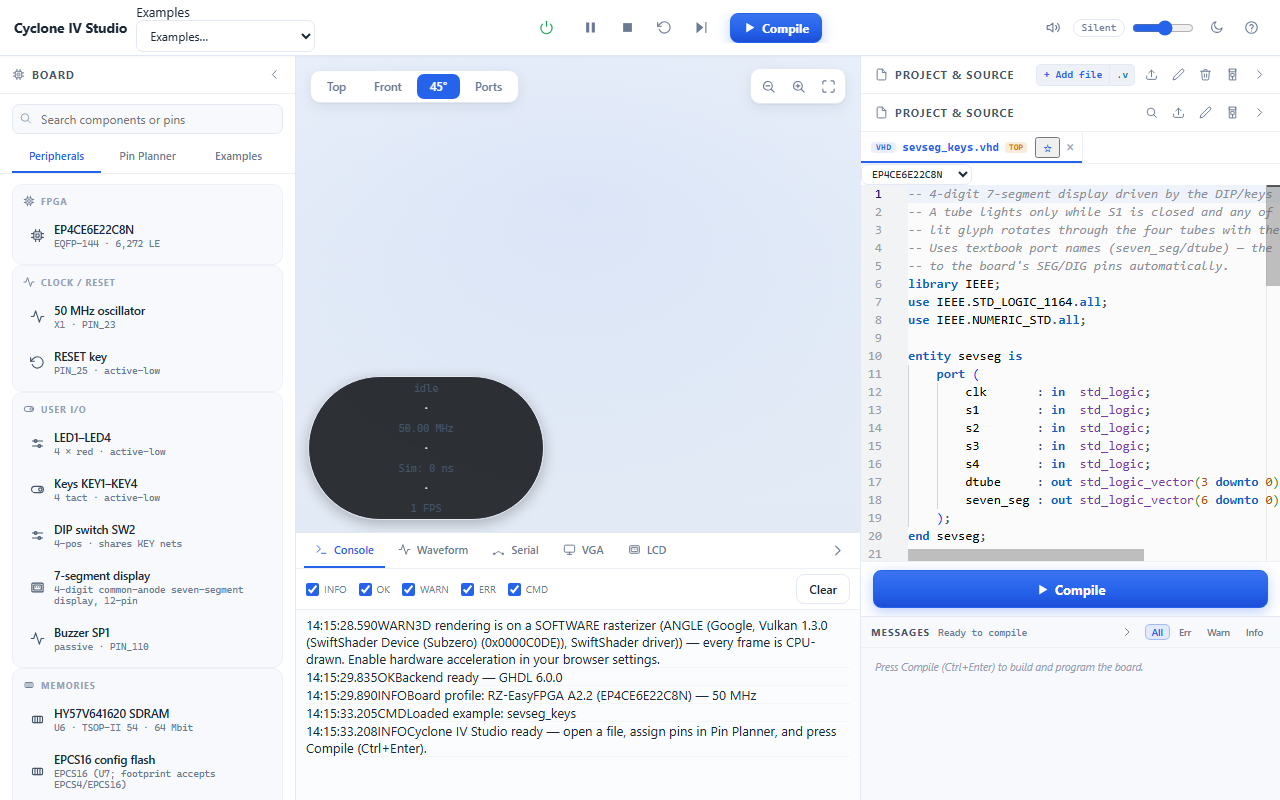 Cyclone IV Studio
Examples
Examples...
Compile
Silent
BOARD
Search components or pins
Peripherals
Pin Planner
Examples
FPGA
EP4CE6E22C8N
EQFP-144 · 6,272 LE
CLOCK / RESET
50 MHz oscillator
X1 · PIN_23
RESET key
PIN_25 · active-low
USER I/O
LED1–LED4
4 × red · active-low
Keys KEY1–KEY4
4 tact · active-low
DIP switch SW2
4-pos · shares KEY nets
7-segment display
4-digit common-anode seven-segment
display, 12-pin
Buzzer SP1
passive · PIN_110
MEMORIES
HY57V641620 SDRAM
U6 · TSOP-II 54 · 64 Mbit
EPCS16 config flash
EPCS16 (U7; footprint accepts
EPCS4/EPCS16)
Top
Front
45°
Ports
idle
·
50.00 MHz
·
Sim: 0 ns
·
1 FPS
Console
Waveform
Serial
VGA
LCD
INFO
OK
WARN
ERR
CMD
Clear
14:15:28.590WARN3D rendering is on a SOFTWARE rasterizer (ANGLE (Google, Vulkan 1.3.0
(SwiftShader Device (Subzero) (0x0000C0DE)), SwiftShader driver)) — every frame is CPU-
drawn. Enable hardware acceleration in your browser settings.
14:15:29.835OKBackend ready — GHDL 6.0.0
14:15:29.890INFOBoard profile: RZ-EasyFPGA A2.2 (EP4CE6E22C8N) — 50 MHz
14:15:33.205CMDLoaded example: sevseg_keys
14:15:33.208INFOCyclone IV Studio ready — open a file, assign pins in Pin Planner, and press
Compile (Ctrl+Enter).
PROJECT & SOURCE
+ Add file
.v
PROJECT & SOURCE
VHD
sevseg_keys.vhd
TOP
EP4CE6E22C8N
1 -- 4-digit 7-segment display driven by the DIP/keys
2 -- A tube lights only while S1 is closed and any of
3 -- lit glyph rotates through the four tubes with the
4 -- Uses textbook port names (seven_seg/dtube) — the
5 -- to the board's SEG/DIG pins automatically.
6 library IEEE;
7 use IEEE.STD_LOGIC_1164.all;
8 use IEEE.NUMERIC_STD.all;
9
10 entity sevseg is
11 port (
12 clk : in std_logic;
13 s1 : in std_logic;
14 s2 : in std_logic;
15 s3 : in std_logic;
16 s4 : in std_logic;
17 dtube : out std_logic_vector(3 downto 0)
18 seven_seg : out std_logic_vector(6 downto 0)
19 );
20 end sevseg;
21
Compile
MESSAGES
Ready to compile
All
Err
Warn
Info
Press Compile (Ctrl+Enter) to build and program the board.